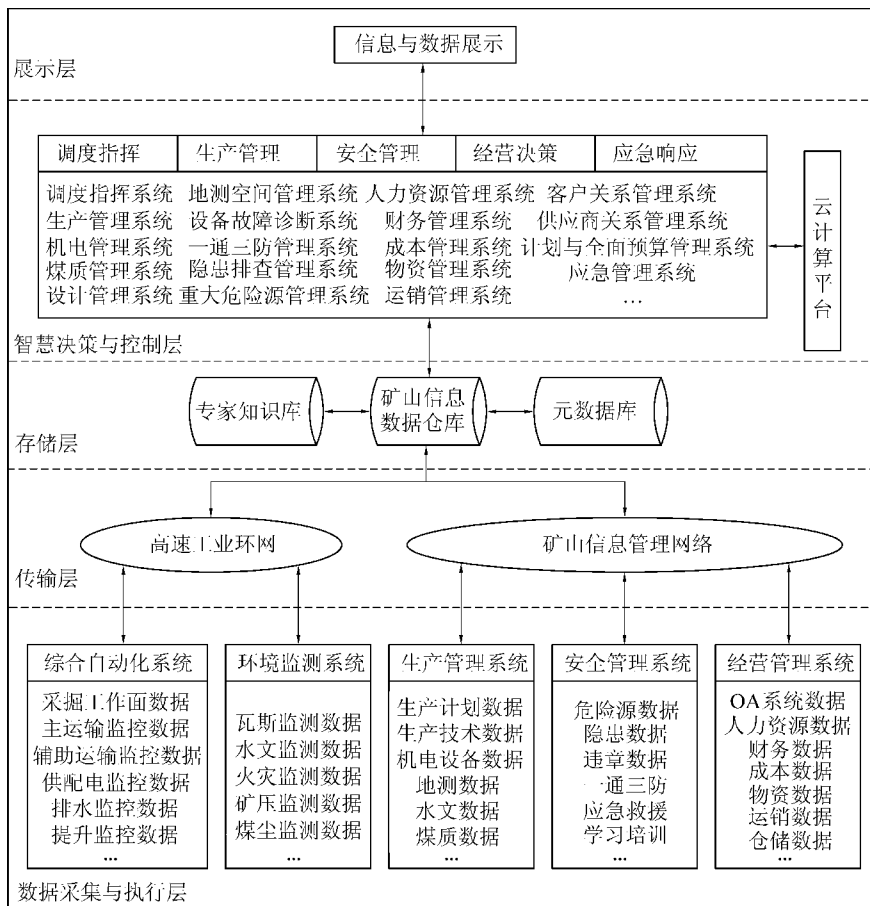 信息与数据展示
展示层
调度指挥 生产管理 安全管理 经营决策 应急响应
调度指挥系统 地测空间管理系统 人力资源管理系统 客户关系管理系统
生产管理系统 设备故障诊断系统 财务管理系统 供应商关系管理系统
机电管理系统 一通三防管理系统 成本管理系统 计划与全面预算管理系统
煤质管理系统 隐患排查管理系统 物资管理系统 应急管理系统
设计管理系统 重大危险源管理系统 运销管理系统 …
云计算平台
智慧决策与控制层
专家知识库
矿山信息
数据仓库
元数据库
存储层
高速工业环网
矿山信息管理网络
传输层
综合自动化系统
采掘工作面数据
主运输监控数据
辅助运输监控数据
供配电监控数据
排水监控数据
提升监控数据
…
环境监测系统
瓦斯监测数据
水文监测数据
火灾监测数据
矿压监测数据
煤尘监测数据
…
生产管理系统
生产计划数据
生产技术数据
机电设备数据
地测数据
水文数据
煤质数据
…
安全管理系统
危险源数据
隐患数据
违章数据
一通三防
应急救援
学习培训
…
经营管理系统
OA系统数据
人力资源数据
财务数据
成本数据
物资数据
运销数据
仓储数据
…
数据采集与执行层